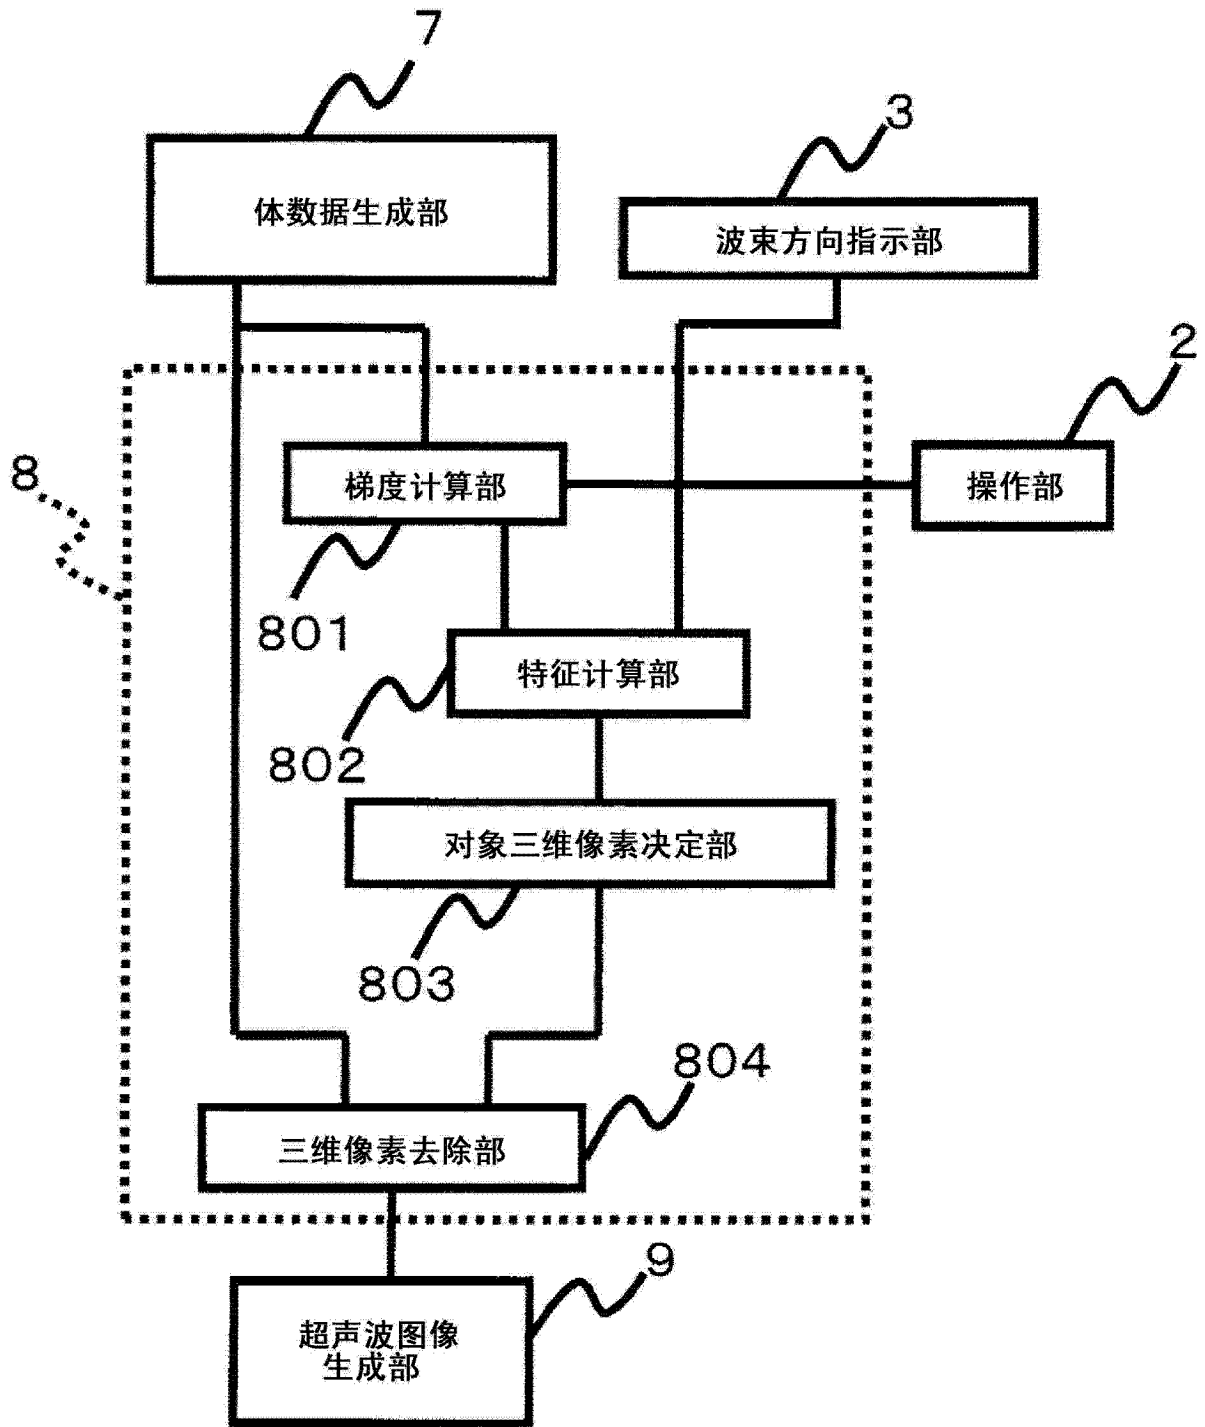 7
3
体数据生成部
波束方向指示部
2
8
梯度计算部
操作部
801
特征计算部
802
对象三维像素决定部
803
804
三维像素去除部
9
超声波图像
生成部